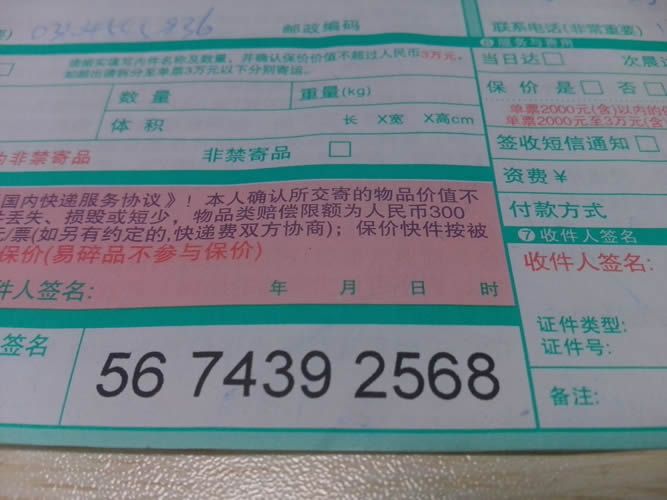 邮政编码
联系电话(非常重要)
请据实填写内件名称及数量，并确认保价价值不超过人民币3万元，
如超出请拆分至单票3万元以下分别寄运。
数量
重量(kg)
体积
长 X宽 X高cm
为非禁寄品
非禁寄品
6 服务与费用
当日达
次晨达
保价 是 否
单票2000元(含)以内的
单票2000元至3万元(含
签收短信通知
资费￥
付款方式
国内快递服务协议》！本人确认所交寄的物品价值不
丢失、损毁或短少，物品类赔偿限额为人民币300
元/票(如另有约定的,快递费双方协商)；保价快件按被
保价(易碎品不参与保价)
件人签名: 年 月 日 时
7 收件人签名
收件人签名:
证件类型:
证件号:
备注:
签名
56 7439 2568